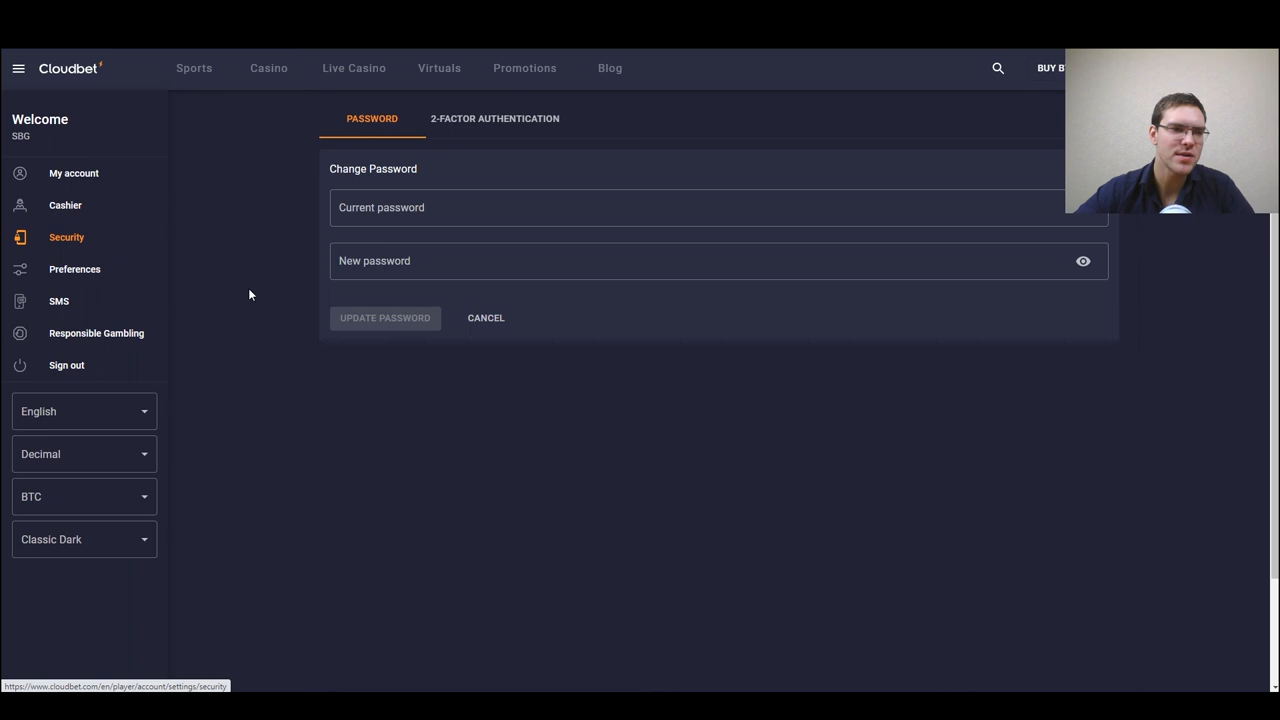 Cloudbet
Sports
Casino
Live Casino
Virtuals
Promotions
Blog
BUY B
Welcome
SBG
My account
Cashier
Security
Preferences
SMS
Responsible Gambling
Sign out
English
Decimal
BTC
Classic Dark
PASSWORD
2-FACTOR AUTHENTICATION
Change Password
Current password
New password
UPDATE PASSWORD
CANCEL
https://www.cloudbet.com/en/player/account/settings/security